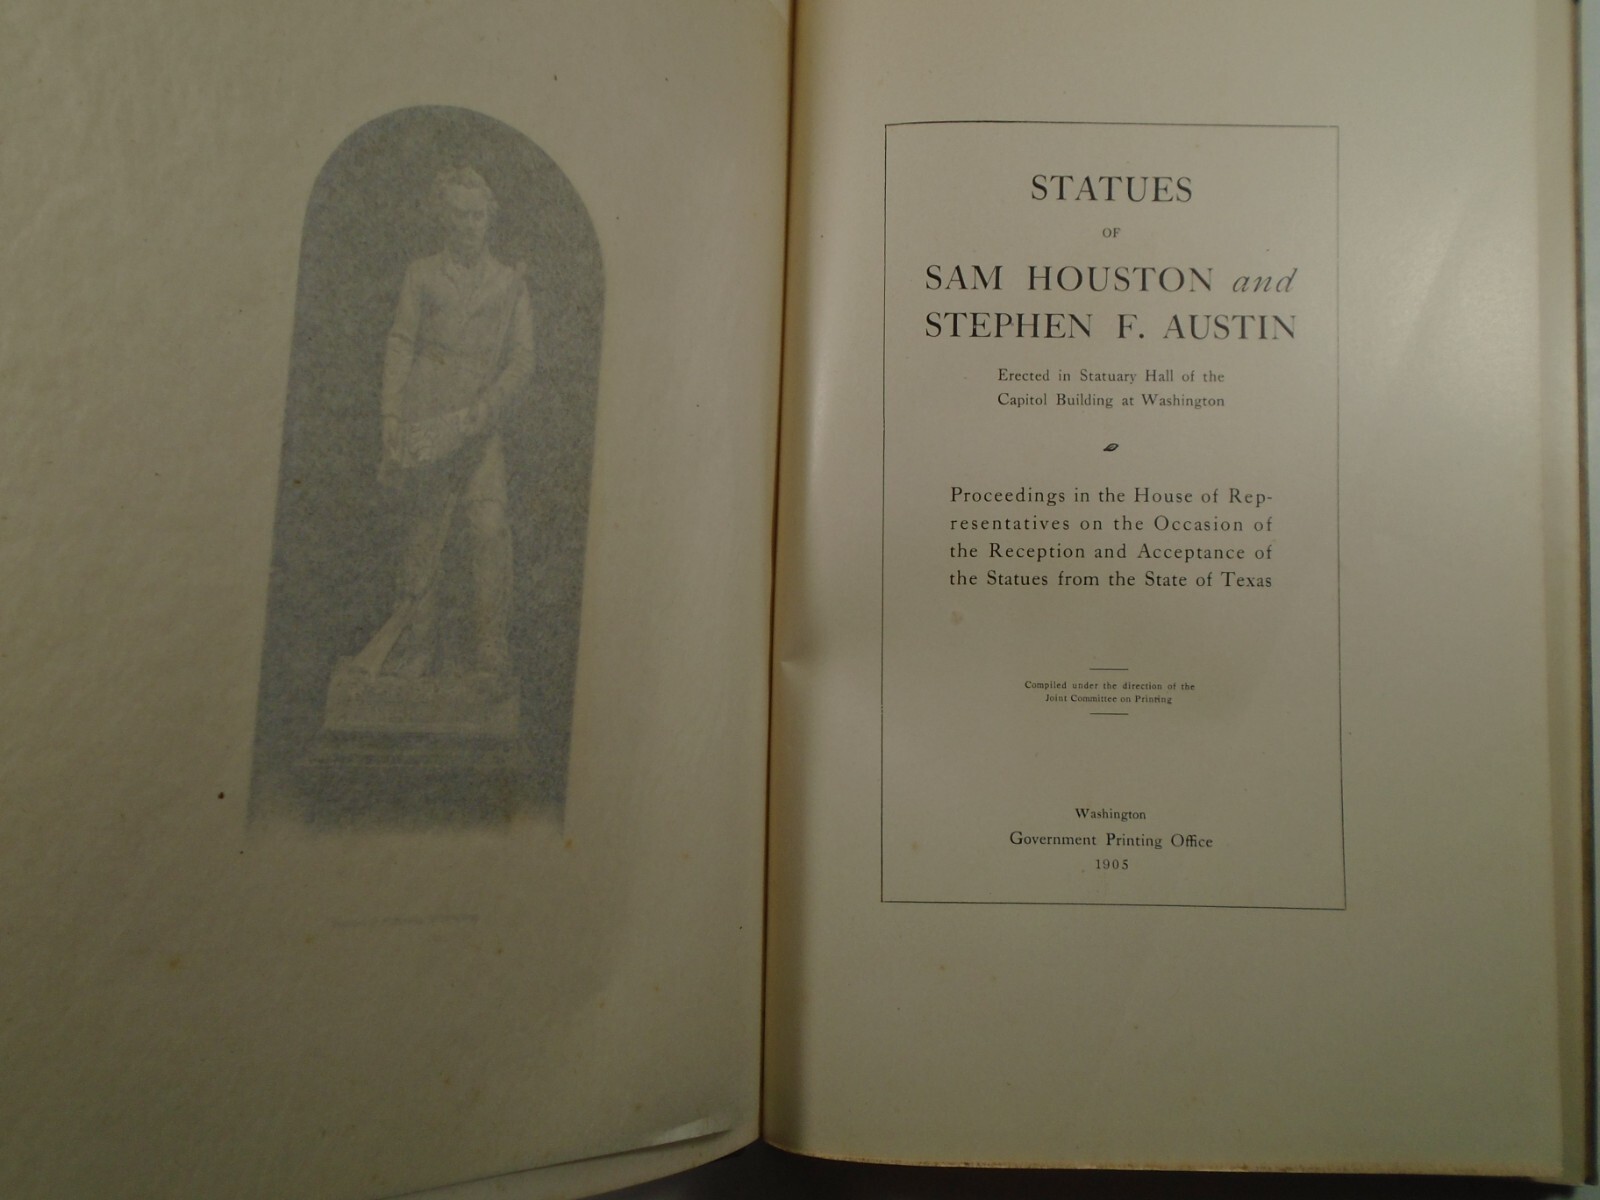 STATUES
OF
SAM HOUSTON and
STEPHEN F. AUSTIN
Erected in Statuary Hall of the
Capitol Building at Washington
Proceedings in the House of Rep-
resentatives on the Occasion of
the Reception and Acceptance of
the Statues from the State of Texas
Compiled under the direction of the
Joint Committee on Printing
Washington
Government Printing Office
1905